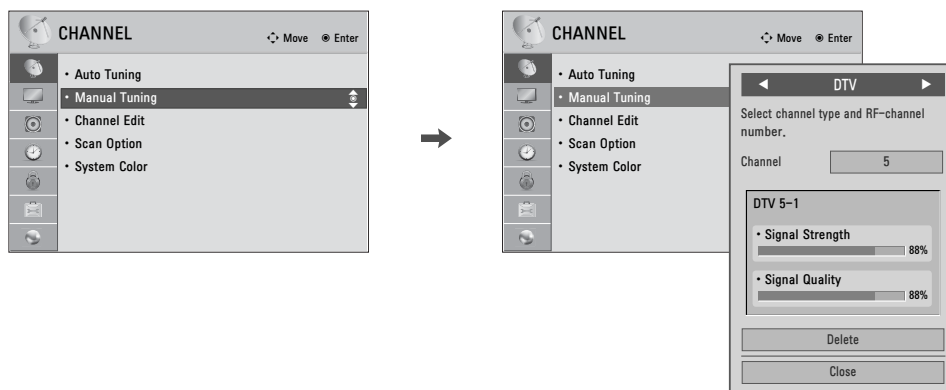 CHANNEL
Move Enter
• Auto Tuning
• Manual Tuning
• Channel Edit
• Scan Option
• System Color
CHANNEL
Move Enter
• Auto Tuning
• Manual Tuning
• Channel Edit
• Scan Option
• System Color
◀ DTV ▶
Select channel type and RF-channel
number.
Channel 5
DTV 5-1
• Signal Strength
88%
• Signal Quality
88%
Delete
Close